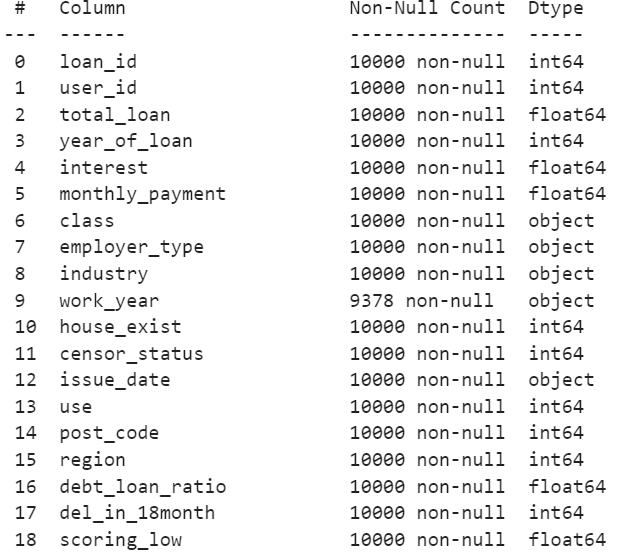 #   Column                  Non-Null Count  Dtype
---  ------                  --------------  -----
0   loan_id                 10000 non-null  int64
1   user_id                 10000 non-null  int64
2   total_loan              10000 non-null  float64
3   year_of_loan            10000 non-null  int64
4   interest                10000 non-null  float64
5   monthly_payment         10000 non-null  float64
6   class                   10000 non-null  object
7   employer_type           10000 non-null  object
8   industry                10000 non-null  object
9   work_year               9378 non-null   object
10  house_exist             10000 non-null  int64
11  censor_status           10000 non-null  int64
12  issue_date              10000 non-null  object
13  use                     10000 non-null  int64
14  post_code               10000 non-null  int64
15  region                  10000 non-null  int64
16  debt_loan_ratio         10000 non-null  float64
17  del_in_18month          10000 non-null  int64
18  scoring_low             10000 non-null  float64